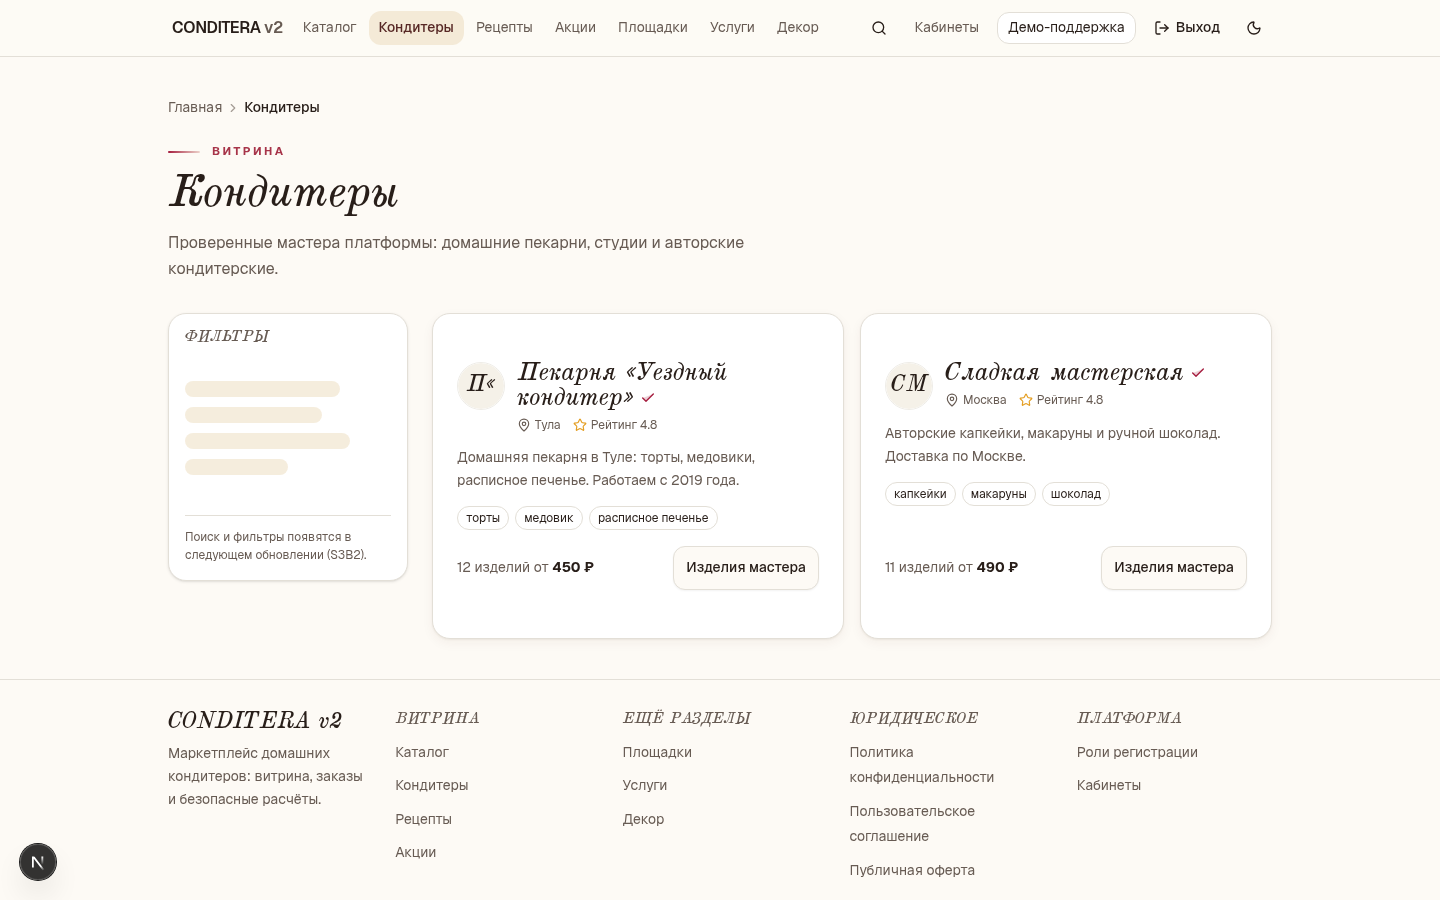 CONDITERA v2 Каталог Кондитеры Рецепты Акции Площадки Услуги Декор Кабинеты Демо-поддержка Выход
Главная Кондитеры
ВИТРИНА
Кондитеры
Проверенные мастера платформы: домашние пекарни, студии и авторские
кондитерские.
ФИЛЬТРЫ
Поиск и фильтры появятся в
следующем обновлении (S3B2).
П«
Пекарня «Уездный
кондитер»
Тула Рейтинг 4.8
Домашняя пекарня в Туле: торты, медовики,
расписное печенье. Работаем с 2019 года.
торты медовик расписное печенье
12 изделий от 450 ₽ Изделия мастера
СМ
Сладкая мастерская
Москва Рейтинг 4.8
Авторские капкейки, макаруны и ручной шоколад.
Доставка по Москве.
капкейки макаруны шоколад
11 изделий от 490 ₽ Изделия мастера
CONDITERA v2
Маркетплейс домашних
кондитеров: витрина, заказы
и безопасные расчёты.
ВИТРИНА
Каталог
Кондитеры
Рецепты
Акции
ЕЩЁ РАЗДЕЛЫ
Площадки
Услуги
Декор
ЮРИДИЧЕСКОЕ
Политика
конфиденциальности
Пользовательское
соглашение
Публичная оферта
ПЛАТФОРМА
Роли регистрации
Кабинеты
N